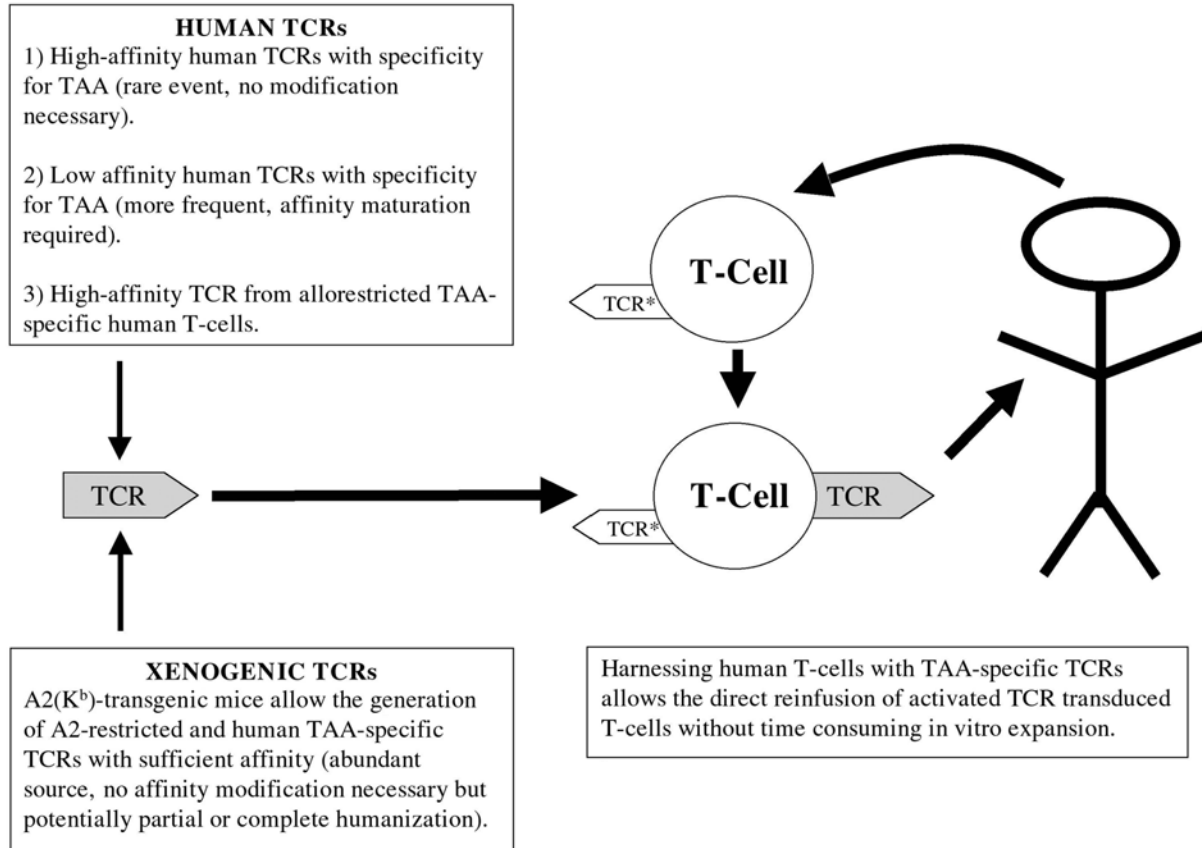 HUMAN TCRs
1) High-affinity human TCRs with specificity
for TAA (rare event, no modification
necessary).
2) Low affinity human TCRs with specificity
for TAA (more frequent, affinity maturation
required).
3) High-affinity TCR from allorestricted TAA-
specific human T-cells.
T-Cell
TCR*
TCR
T-Cell
TCR
TCR*
XENOGENIC TCRs
A2(Kᵇ)-transgenic mice allow the generation
of A2-restricted and human TAA-specific
TCRs with sufficient affinity (abundant
source, no affinity modification necessary but
potentially partial or complete humanization).
Harnessing human T-cells with TAA-specific TCRs
allows the direct reinfusion of activated TCR transduced
T-cells without time consuming in vitro expansion.